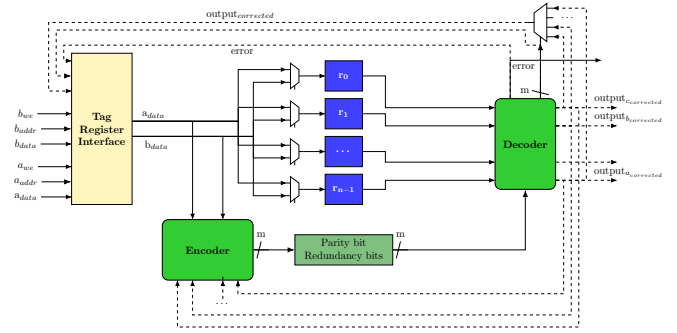 output_corrected
...
error
error
m
b_we
b_addr
b_data
a_we
a_addr
a_data
Tag
Register
Interface
a_data
b_data
r_0
r_1
...
r_n−1
Decoder
output_c_corrected
output_b_corrected
output_a_corrected
Encoder
m
Parity bit
Redundancy bits
m
...